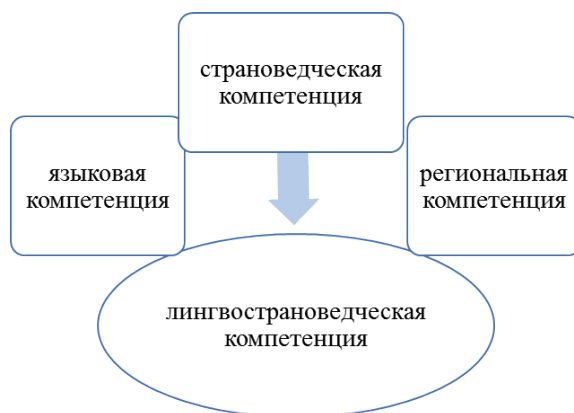 страноведческая
компетенция
языковая
компетенция
региональная
компетенция
лингвострановедческая
компетенция